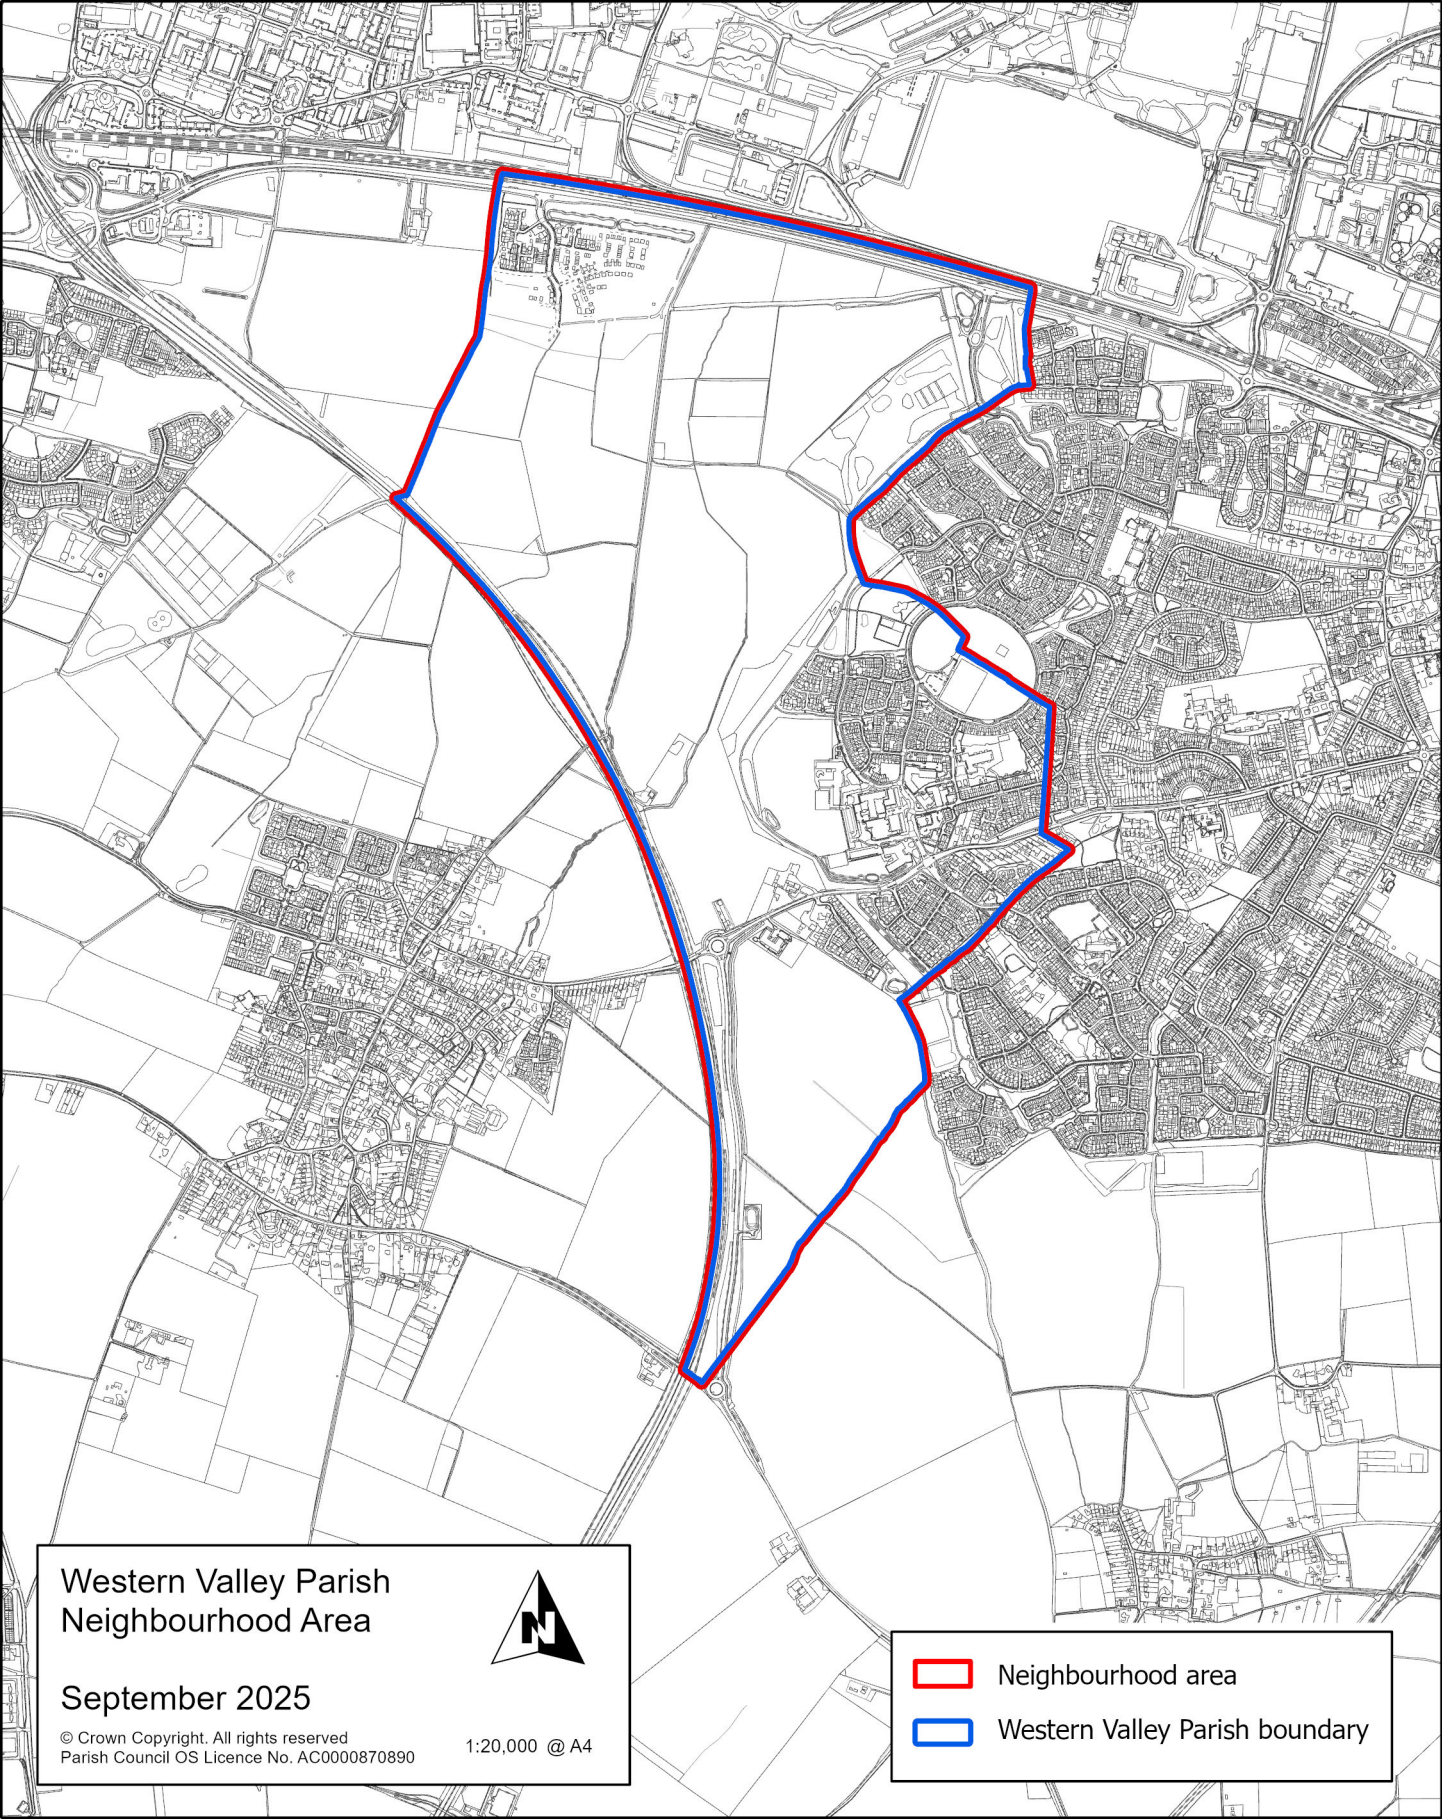 Western Valley Parish
Neighbourhood Area
N
September 2025
© Crown Copyright. All rights reserved
Parish Council OS Licence No. AC0000870890
1:20,000 @ A4
Neighbourhood area
Western Valley Parish boundary